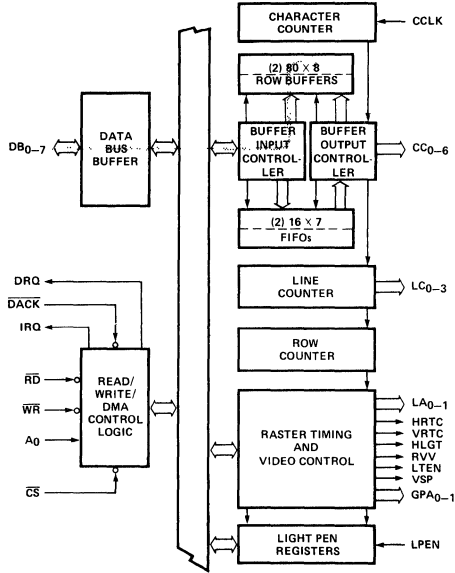 CHARACTER
COUNTER
CCLK
(2) 80 X 8
ROW BUFFERS
DATA
BUS
BUFFER
DB0-7
BUFFER
INPUT
CONTROL-
LER
BUFFER
OUTPUT
CONTROL-
LER
CC0-6
(2) 16 X 7
FIFOs
DRQ
DACK
IRQ
LINE
COUNTER
LC0-3
ROW
COUNTER
RD
WR
A0
CS
READ/
WRITE/
DMA
CONTROL
LOGIC
RASTER TIMING
AND
VIDEO CONTROL
LA0-1
HRTC
VRTC
HLGT
RVV
LTEN
VSP
GPA0-1
LIGHT PEN
REGISTERS
LPEN